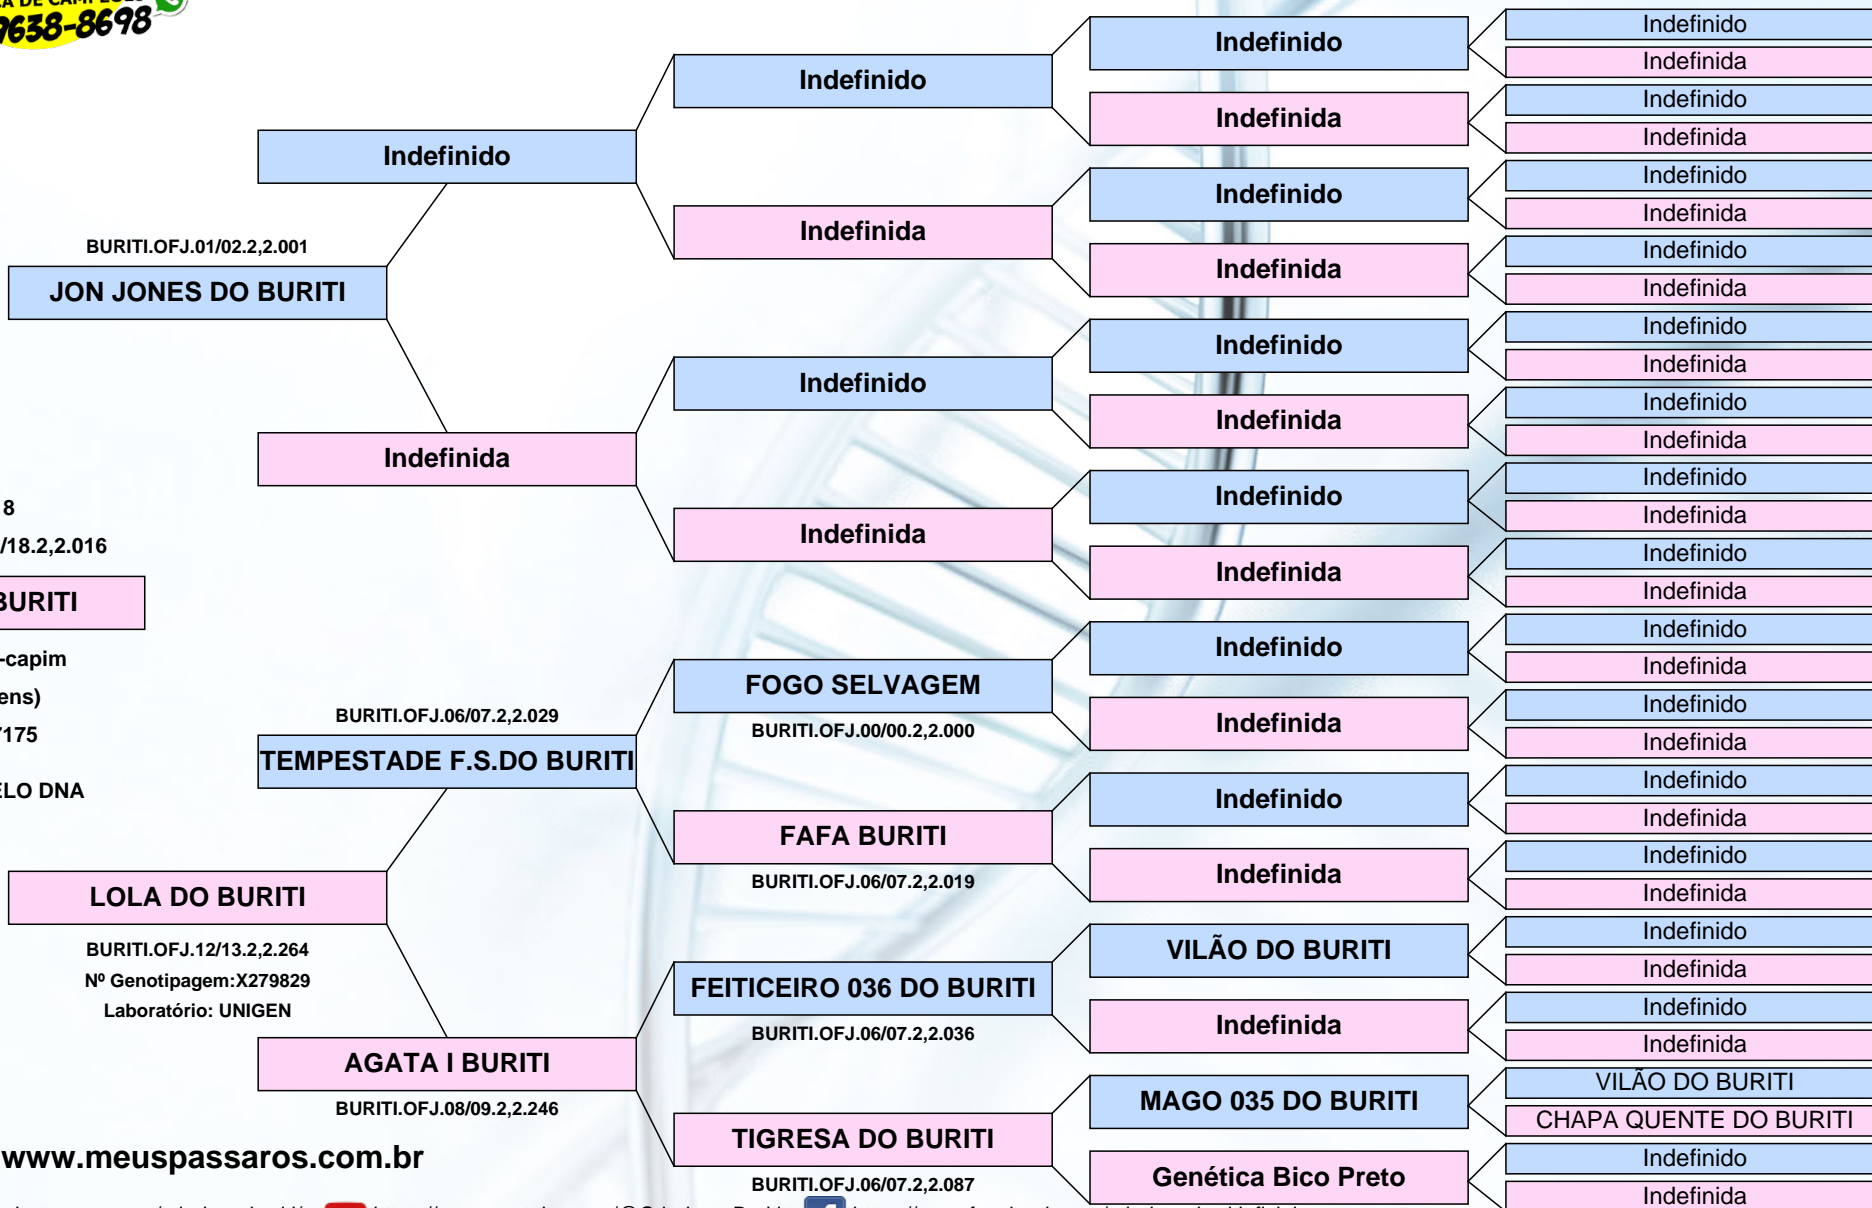 9638-8698
BURITI.OFJ.01/02.2,2.001
JON JONES DO BURITI
8
/18.2,2.016
BURITI
-capim
ens)
7175
ELO DNA
LOLA DO BURITI
BURITI.OFJ.12/13.2,2.264
Nº Genotipagem:X279829
Laboratório: UNIGEN
Indefinido
Indefinida
BURITI.OFJ.06/07.2,2.029
TEMPESTADE F.S.DO BURITI
AGATA I BURITI
BURITI.OFJ.08/09.2,2.246
Indefinido
Indefinida
Indefinido
Indefinida
FOGO SELVAGEM
BURITI.OFJ.00/00.2,2.000
FAFA BURITI
BURITI.OFJ.06/07.2,2.019
FEITICEIRO 036 DO BURITI
BURITI.OFJ.06/07.2,2.036
TIGRESA DO BURITI
BURITI.OFJ.06/07.2,2.087
Indefinido
Indefinida
Indefinido
Indefinida
Indefinido
Indefinida
Indefinido
Indefinida
Indefinido
Indefinida
Indefinido
Indefinida
VILÃO DO BURITI
Indefinida
MAGO 035 DO BURITI
Genética Bico Preto
Indefinido
Indefinida
Indefinido
Indefinida
Indefinido
Indefinida
Indefinido
Indefinida
Indefinido
Indefinida
Indefinido
Indefinida
Indefinido
Indefinida
Indefinido
Indefinida
Indefinido
Indefinida
Indefinido
Indefinida
Indefinido
Indefinida
Indefinido
Indefinida
Indefinido
Indefinida
Indefinido
Indefinida
VILÃO DO BURITI
CHAPA QUENTE DO BURITI
Indefinido
Indefinida
www.meuspassaros.com.br